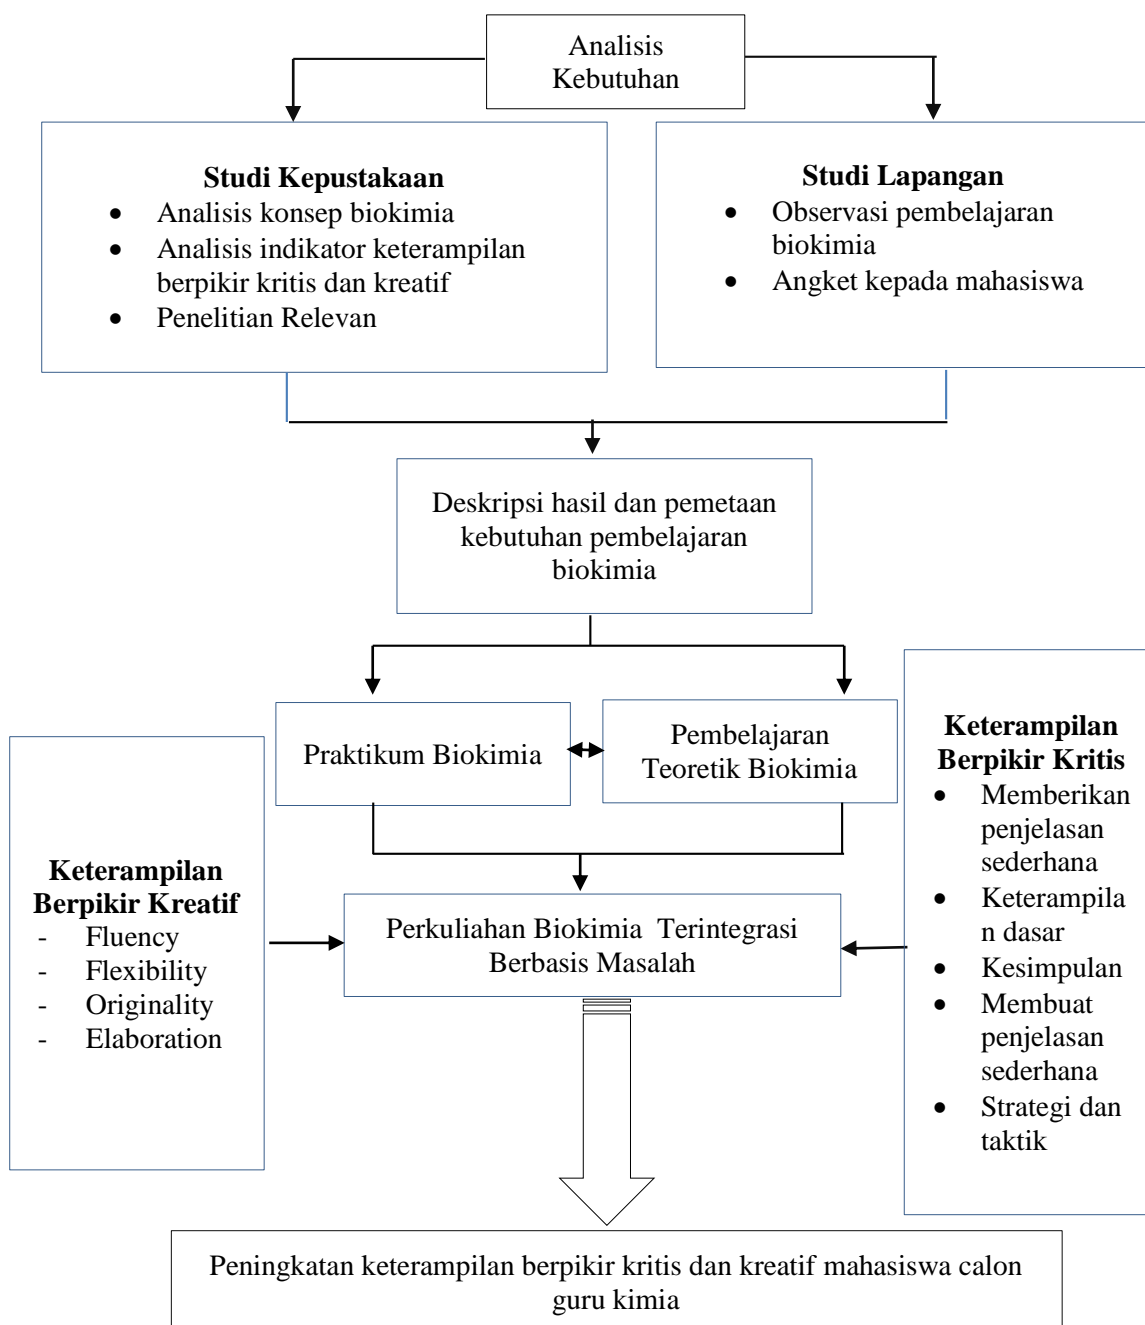 Analisis
Kebutuhan
Studi Kepustakaan
• Analisis konsep biokimia
• Analisis indikator keterampilan
berpikir kritis dan kreatif
• Penelitian Relevan
Studi Lapangan
• Observasi pembelajaran
biokimia
• Angket kepada mahasiswa
Deskripsi hasil dan pemetaan
kebutuhan pembelajaran
biokimia
Praktikum Biokimia
Pembelajaran
Teoretik Biokimia
Keterampilan
Berpikir Kreatif
- Fluency
- Flexibility
- Originality
- Elaboration
Perkuliahan Biokimia Terintegrasi
Berbasis Masalah
Keterampilan
Berpikir Kritis
• Memberikan
penjelasan
sederhana
• Keterampila
n dasar
• Kesimpulan
• Membuat
penjelasan
sederhana
• Strategi dan
taktik
Peningkatan keterampilan berpikir kritis dan kreatif mahasiswa calon
guru kimia